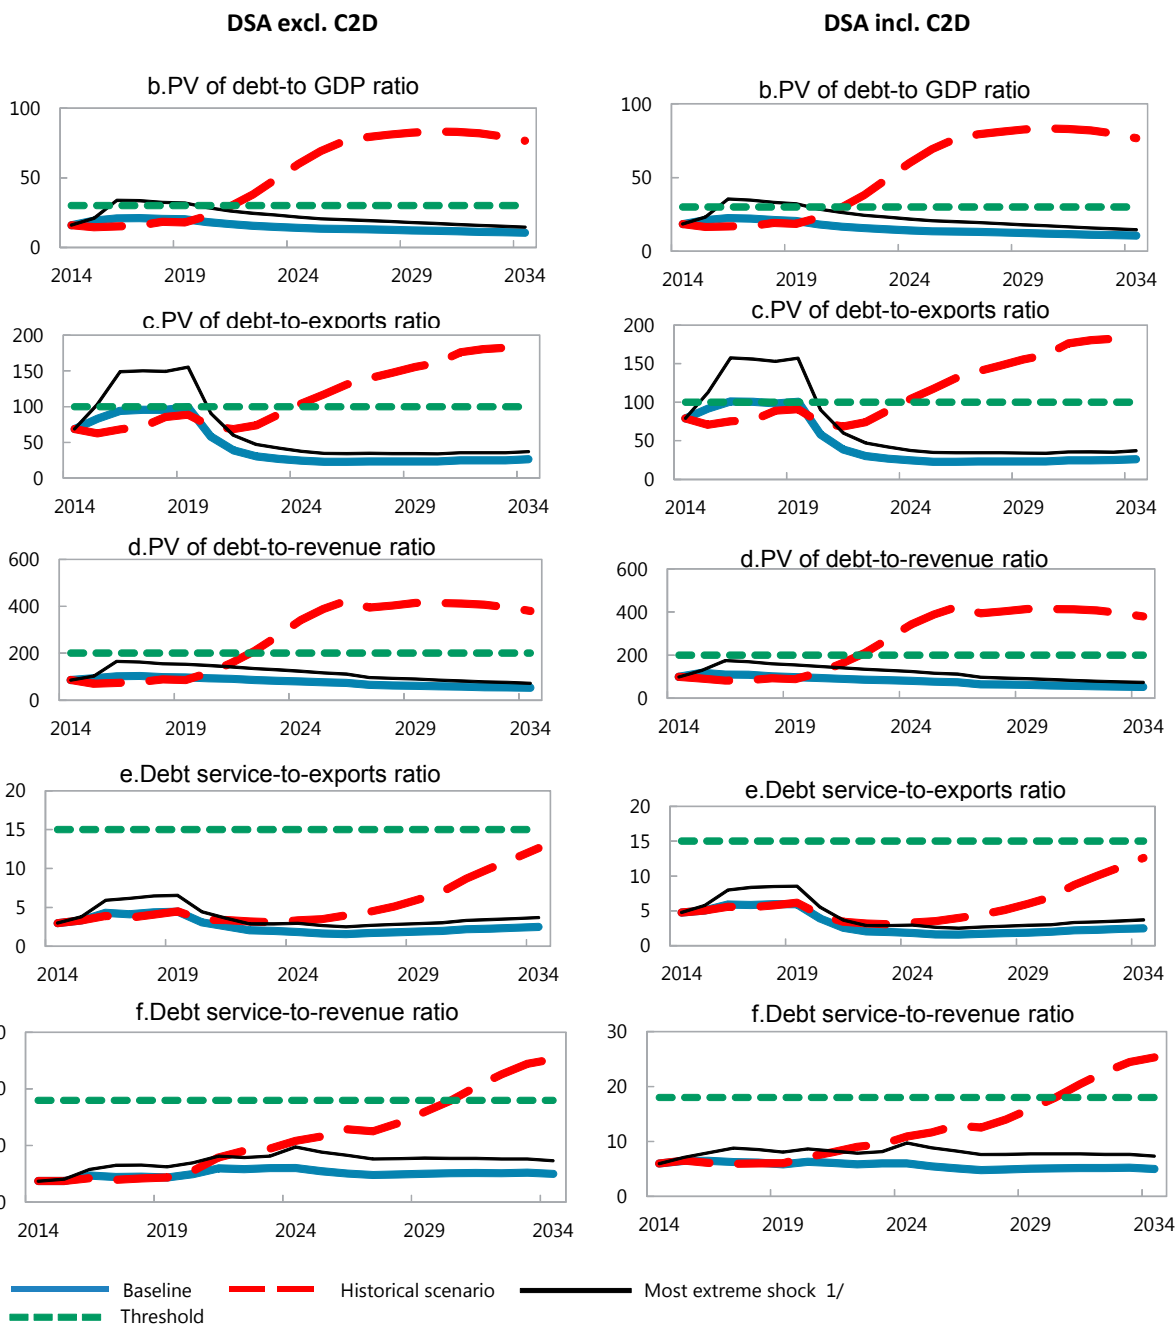 DSA excl. C2D
DSA incl. C2D
b.PV of debt-to GDP ratio
100
50
0
2014 2019 2024 2029 2034
b.PV of debt-to GDP ratio
100
50
0
2014 2019 2024 2029 2034
c.PV of debt-to-exports ratio
200
150
100
50
0
2014 2019 2024 2029 2034
c.PV of debt-to-exports ratio
200
150
100
50
0
2014 2019 2024 2029 2034
d.PV of debt-to-revenue ratio
600
400
200
0
2014 2019 2024 2029 2034
d.PV of debt-to-revenue ratio
600
400
200
0
2014 2019 2024 2029 2034
e.Debt service-to-exports ratio
20
15
10
5
0
2014 2019 2024 2029 2034
e.Debt service-to-exports ratio
20
15
10
5
0
2014 2019 2024 2029 2034
f.Debt service-to-revenue ratio
0
0
0
0
2014 2019 2024 2029 2034
f.Debt service-to-revenue ratio
30
20
10
0
2014 2019 2024 2029 2034
Baseline
Historical scenario
Most extreme shock 1/
Threshold